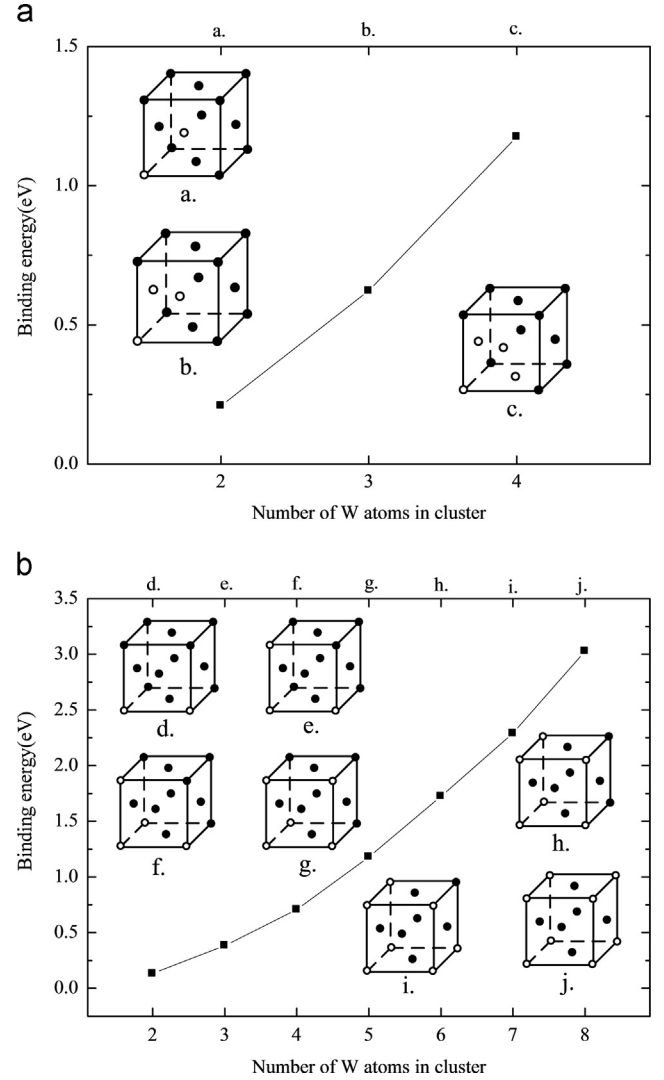 a
a. b. c.
1.5
1.0
0.5
0.0
Binding energy(eV)
a.
b.
c.
2 3 4
Number of W atoms in cluster
b
d. e. f. g. h. i. j.
3.5
3.0
2.5
2.0
1.5
1.0
0.5
0.0
Binding energy(eV)
d. e.
f. g. h.
i. j.
2 3 4 5 6 7 8
Number of W atoms in cluster